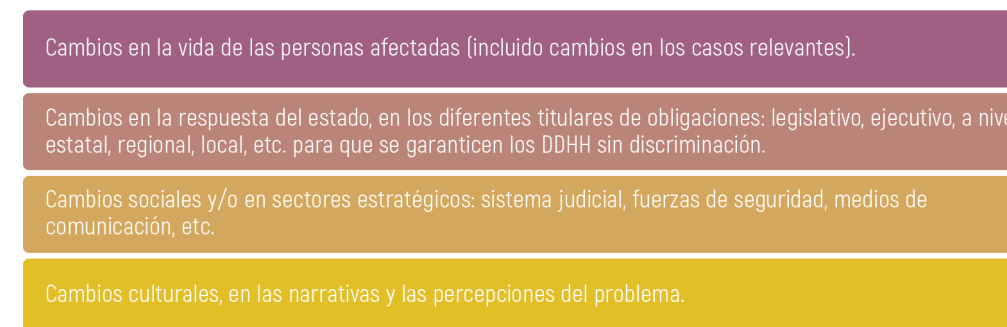 Cambios en la vida de las personas afectadas (incluido cambios en los casos relevantes).
Cambios en la respuesta del estado, en los diferentes titulares de obligaciones: legislativo, ejecutivo, a
estatal, regional, local, etc. para que se garanticen los DDHH sin discriminación.
Cambios sociales y/o en sectores estratégicos: sistema judicial, fuerzas de seguridad, medios de
comunicación, etc.
Cambios culturales, en las narrativas y las percepciones del problema.